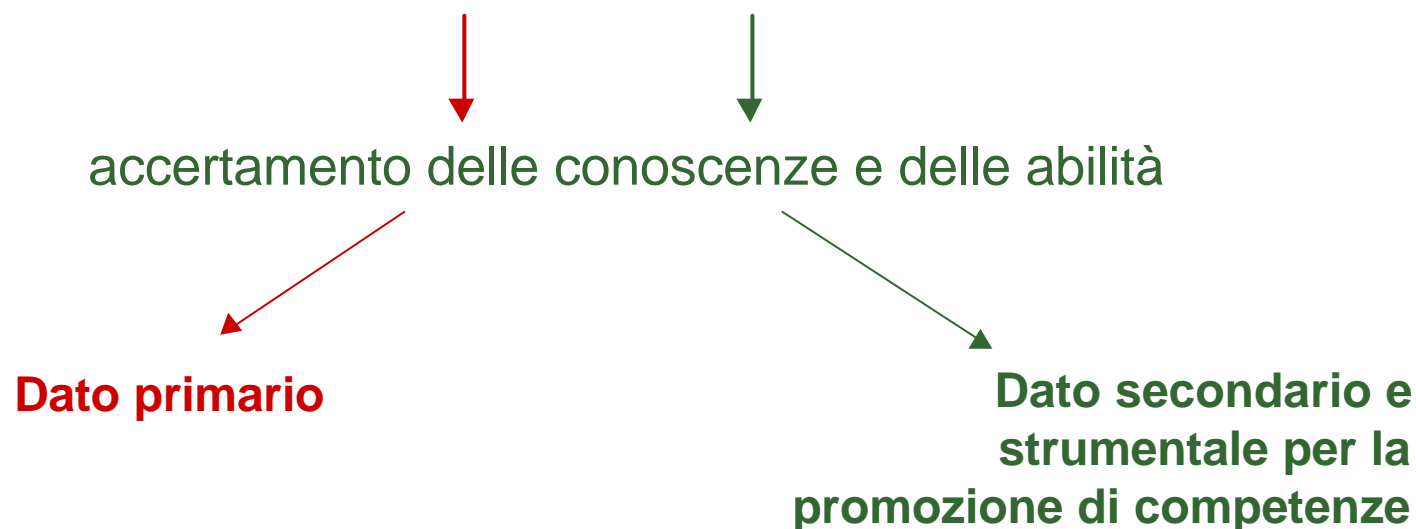 accertamento delle conoscenze e delle abilità
Dato primario
Dato secondario e
strumentale per la
promozione di competenze